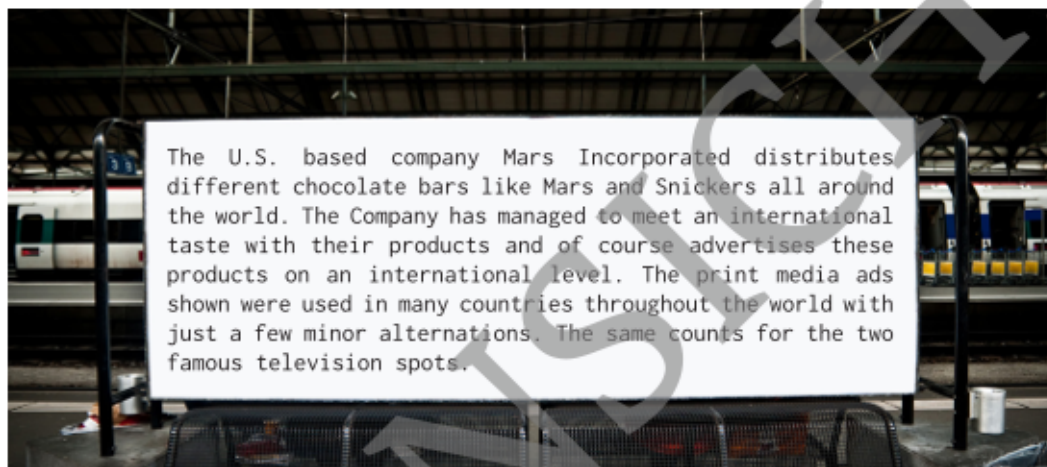 The U.S. based company Mars Incorporated distributes
different chocolate bars like Mars and Snickers all around
the world. The Company has managed to meet an international
taste with their products and of course advertises these
products on an international level. The print media ads
shown were used in many countries throughout the world with
just a few minor alternations. The same counts for the two
famous television spots.
NSICH